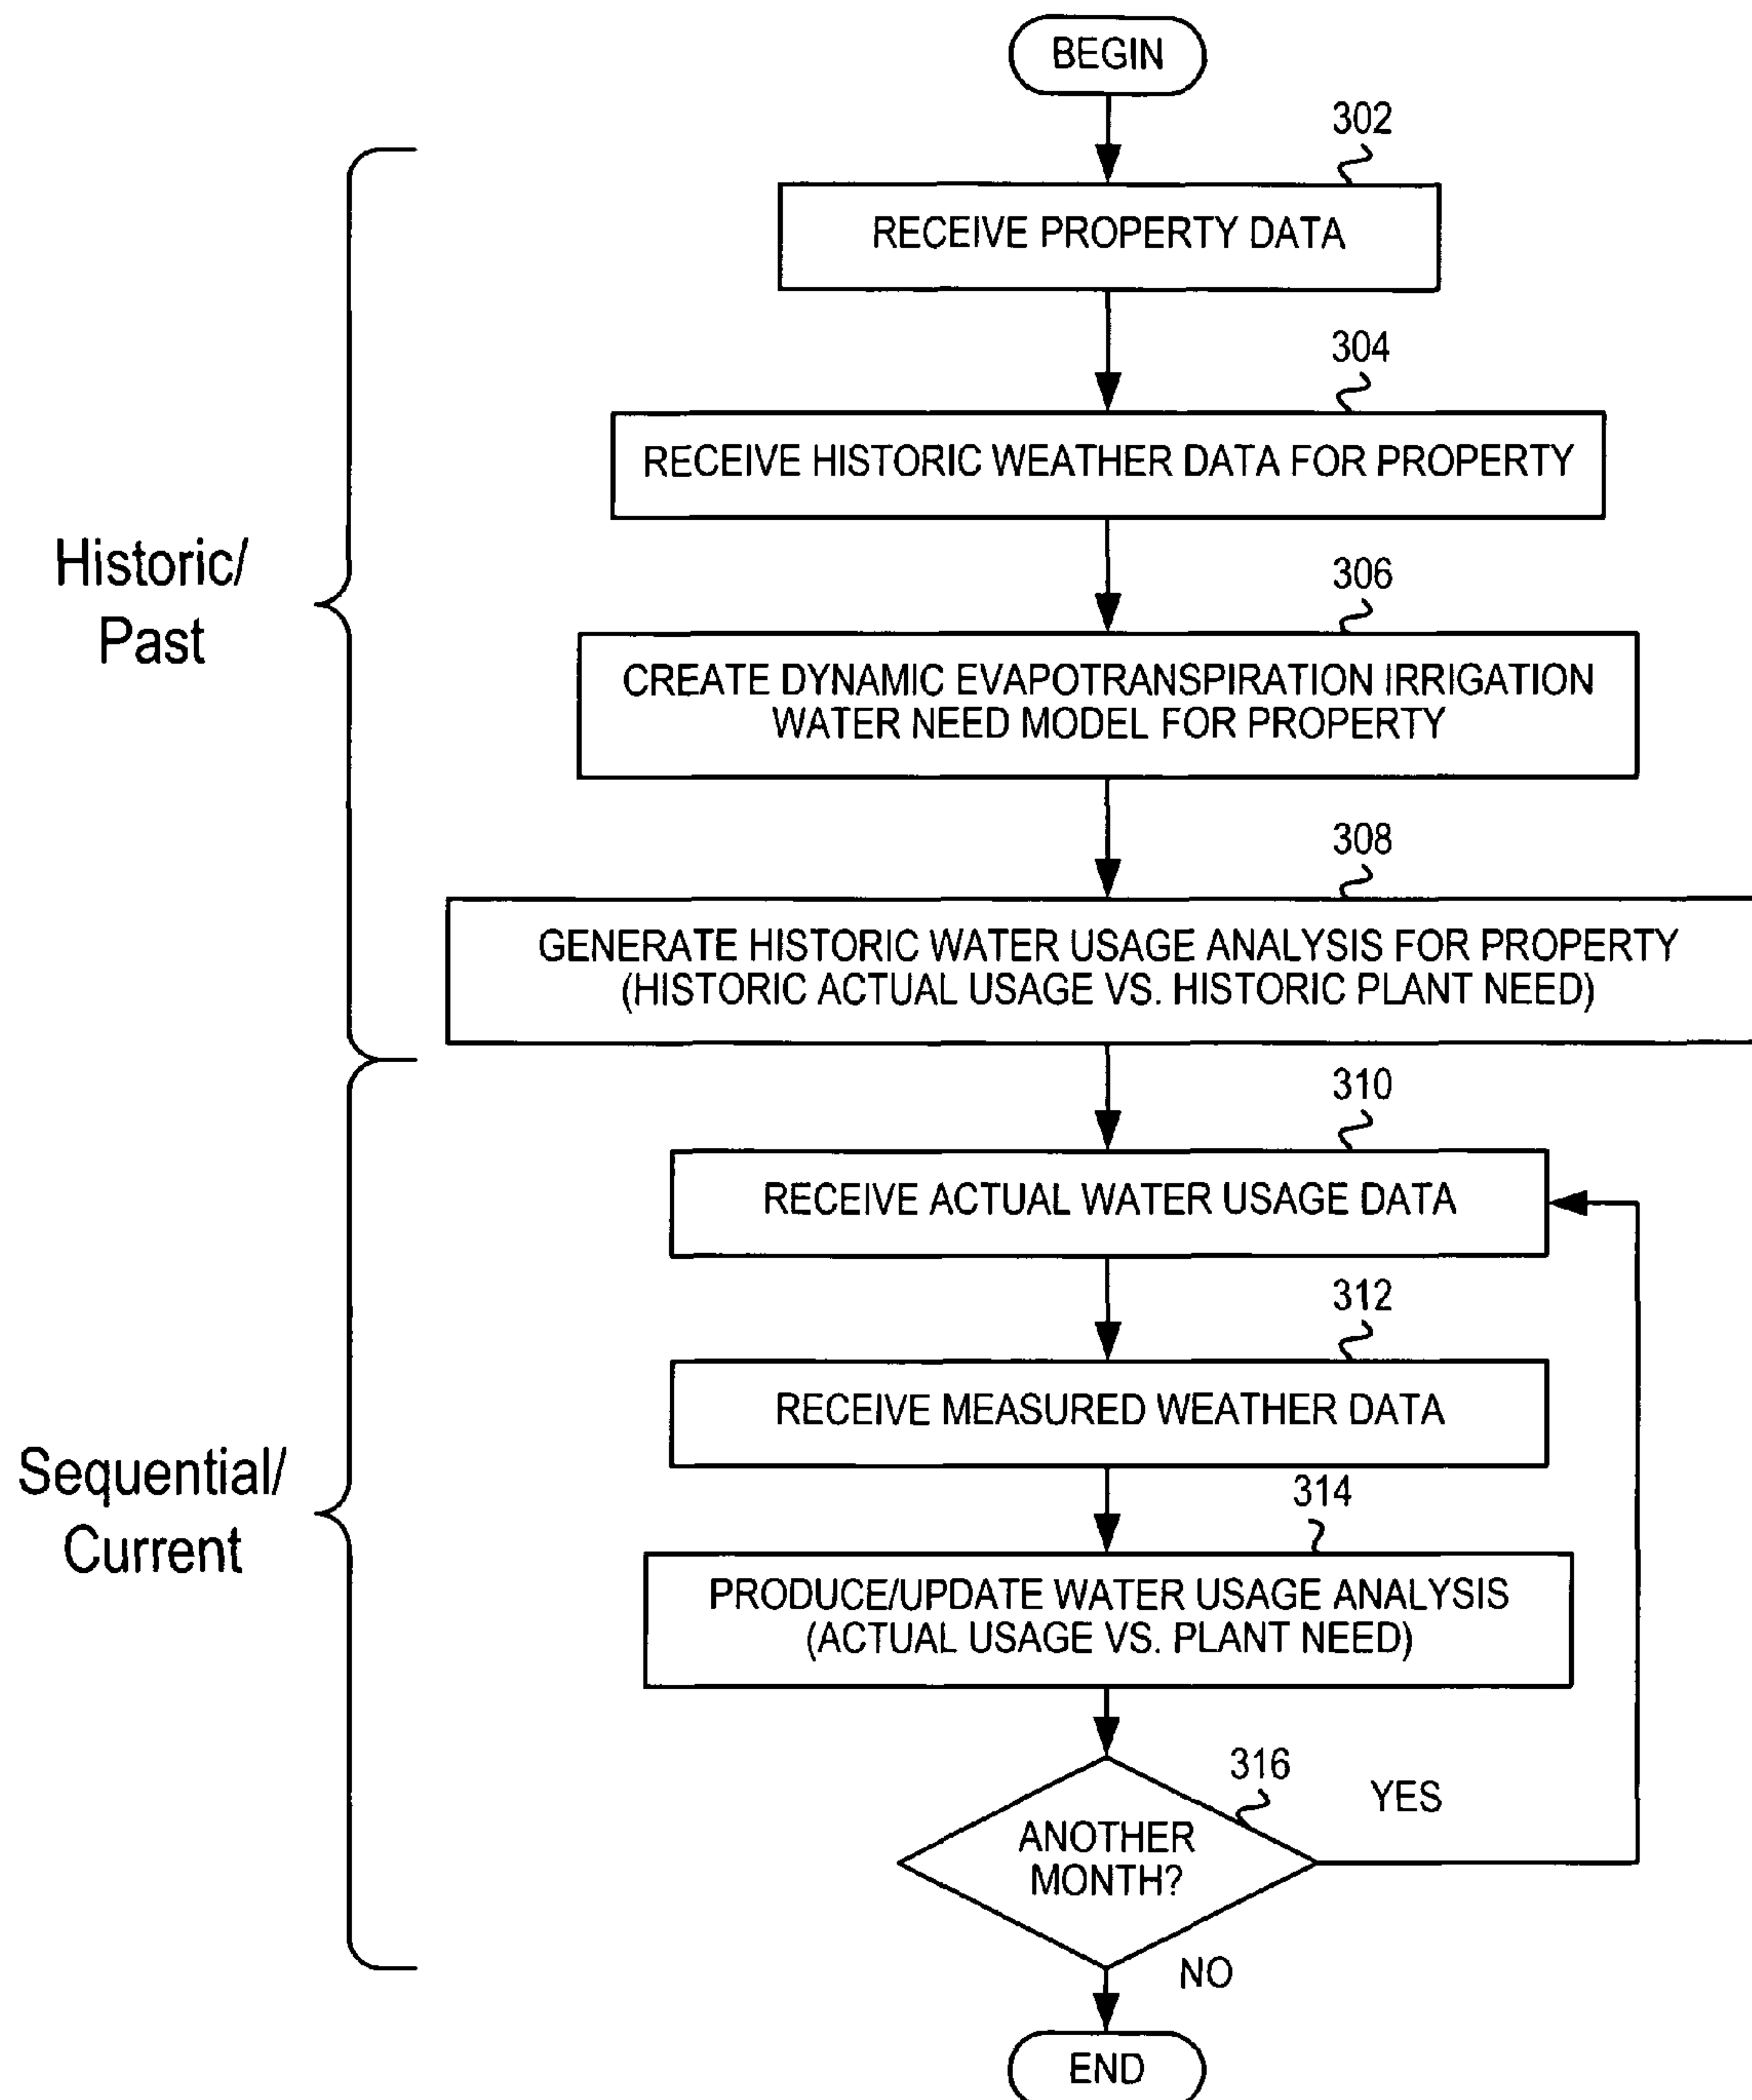 BEGIN
302
RECEIVE PROPERTY DATA
304
RECEIVE HISTORIC WEATHER DATA FOR PROPERTY
Historic/
Past
306
CREATE DYNAMIC EVAPOTRANSPIRATION IRRIGATION
WATER NEED MODEL FOR PROPERTY
308
GENERATE HISTORIC WATER USAGE ANALYSIS FOR PROPERTY
(HISTORIC ACTUAL USAGE VS. HISTORIC PLANT NEED)
310
RECEIVE ACTUAL WATER USAGE DATA
312
RECEIVE MEASURED WEATHER DATA
Sequential/
Current
314
PRODUCE/UPDATE WATER USAGE ANALYSIS
(ACTUAL USAGE VS. PLANT NEED)
316
YES
ANOTHER
MONTH?
NO
END